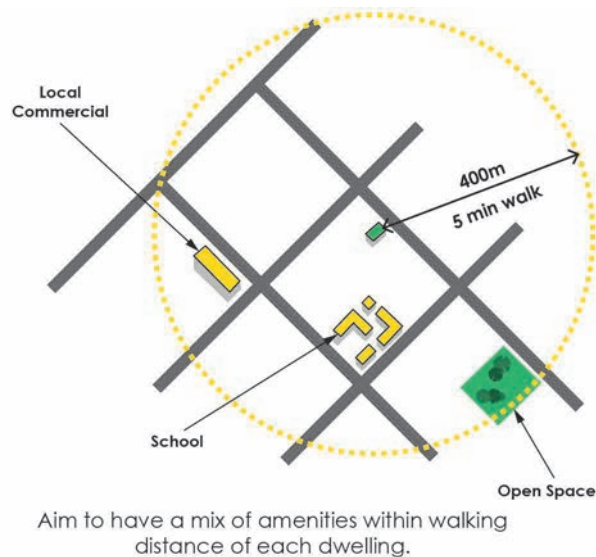 Local
Commercial
400m
5 min walk
School
Open Space
Aim to have a mix of amenities within walking
distance of each dwelling.